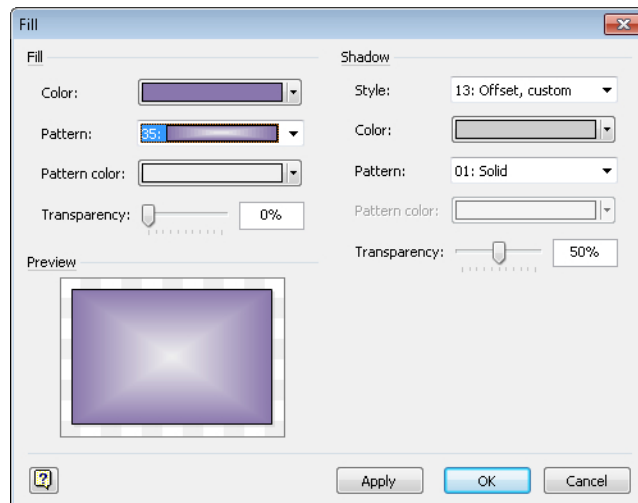 Fill
Fill
Color:
Pattern:
35:
Pattern color:
Transparency:
0%
Preview
Shadow
Style:
13: Offset, custom
Color:
Pattern:
01: Solid
Pattern color:
Transparency:
50%
?
Apply
OK
Cancel